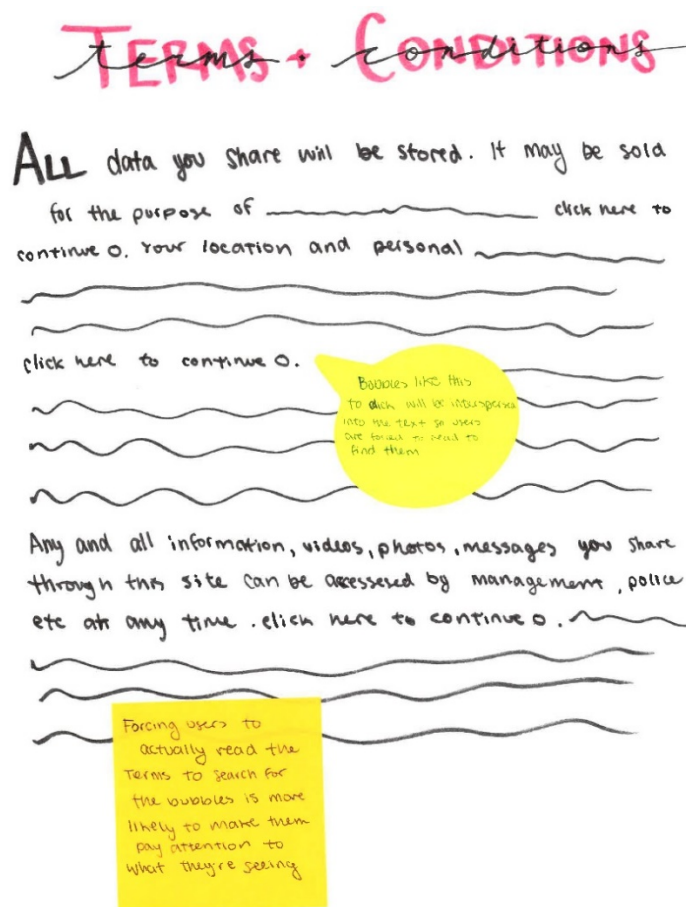 TERMS + CONDITIONS
terms conditions
ALL data you share will be stored. It may be sold
for the purpose of click here to
continue O. Your location and personal
click here to continue O.
Bubbles like this
to click will be interspersed
into the text so users
are forced to read to
find them
Any and all information, videos, photos, messages you share
through this site can be accessesed by management, police
etc at any time. click here to continue O.
Forcing users to
actually read the
Terms to search for
the bubbles is more
likely to make them
pay attention to
what they're seeing